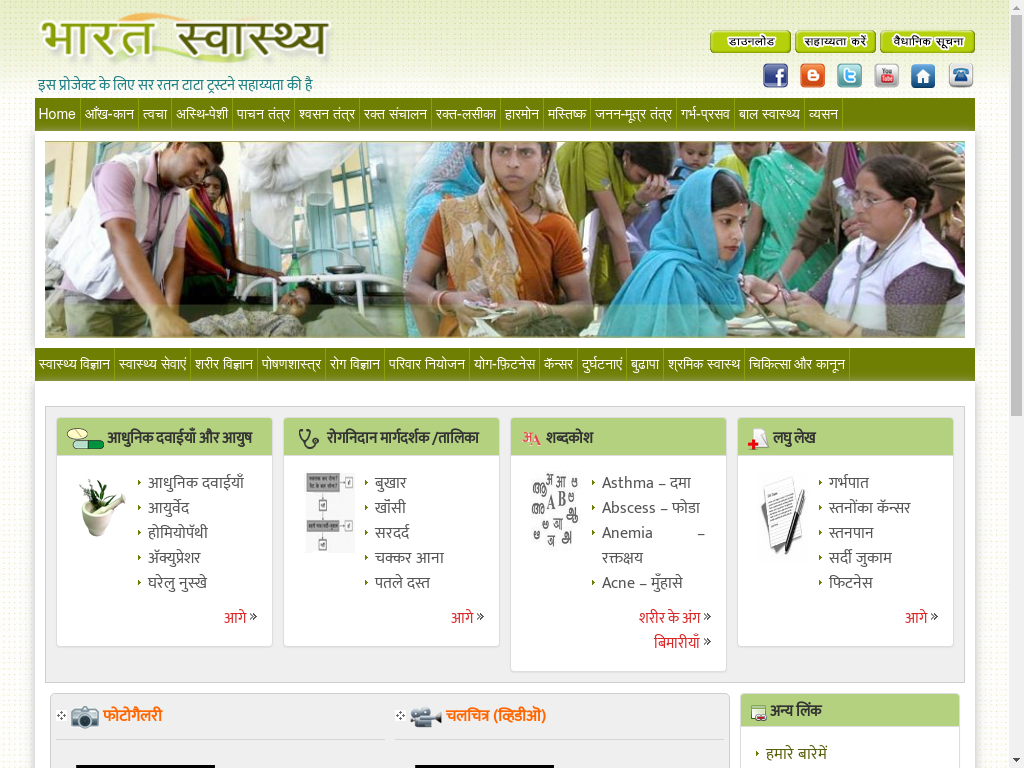 भारत स्वास्थ्य
डाउनलोड
सहाय्यता करें
वैधानिक सूचना
इस प्रोजेक्ट के लिए सर रतन टाटा ट्रस्टने सहाय्यता की है
Home आँख-कान त्वचा अस्थि-पेशी पाचन तंत्र श्वसन तंत्र रक्त संचालन रक्त-लसीका हारमोन मस्तिष्क जनन-मूत्र तंत्र गर्भ-प्रसव बाल स्वास्थ्य व्यसन
स्वास्थ्य विज्ञान स्वास्थ्य सेवाएं शरीर विज्ञान पोषणशास्त्र रोग विज्ञान परिवार नियोजन योग-फ़िटनेस कॅन्सर दुर्घटनाएं बुढापा श्रमिक स्वास्थ चिकित्सा और कानून
आधुनिक दवाईयाँ और आयुष
आधुनिक दवाईयाँ
आयुर्वेद
होमियोपॅथी
अ‍ॅक्युप्रेशर
घरेलु नुस्खे
आगे »
रोगनिदान मार्गदर्शक /तालिका
बुखार
खॉंसी
सरदर्द
चक्कर आना
पतले दस्त
आगे »
शब्दकोश
Asthma – दमा
Abscess – फोडा
Anemia –
रक्तक्षय
Acne – मुँहासे
शरीर के अंग »
बिमारीयाँ »
लघु लेख
गर्भपात
स्तनोंका कॅन्सर
स्तनपान
सर्दी जुकाम
फिटनेस
आगे »
फोटोगैलरी
चलचित्र (व्हिडीओ)
अन्य लिंक
हमारे बारेमें